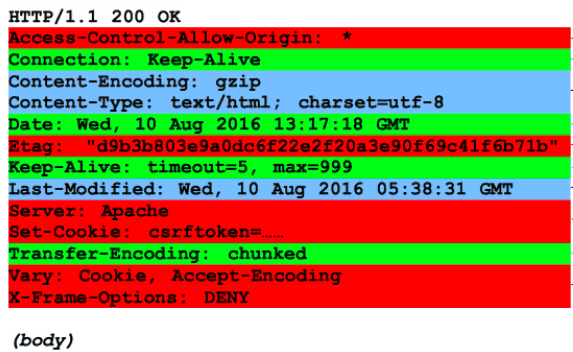 HTTP/1.1 200 OK
Access-Control-Allow-Origin: *
Connection: Keep-Alive
Content-Encoding: gzip
Content-Type: text/html; charset=utf-8
Date: Wed, 10 Aug 2016 13:17:18 GMT
Etag: "d9b3b803e9a0dc6f22e2f20a3e90f69c41f6b71b"
Keep-Alive: timeout=5, max=999
Last-Modified: Wed, 10 Aug 2016 05:38:31 GMT
Server: Apache
Set-Cookie: csrftoken=……
Transfer-Encoding: chunked
Vary: Cookie, Accept-Encoding
X-Frame-Options: DENY
(body)